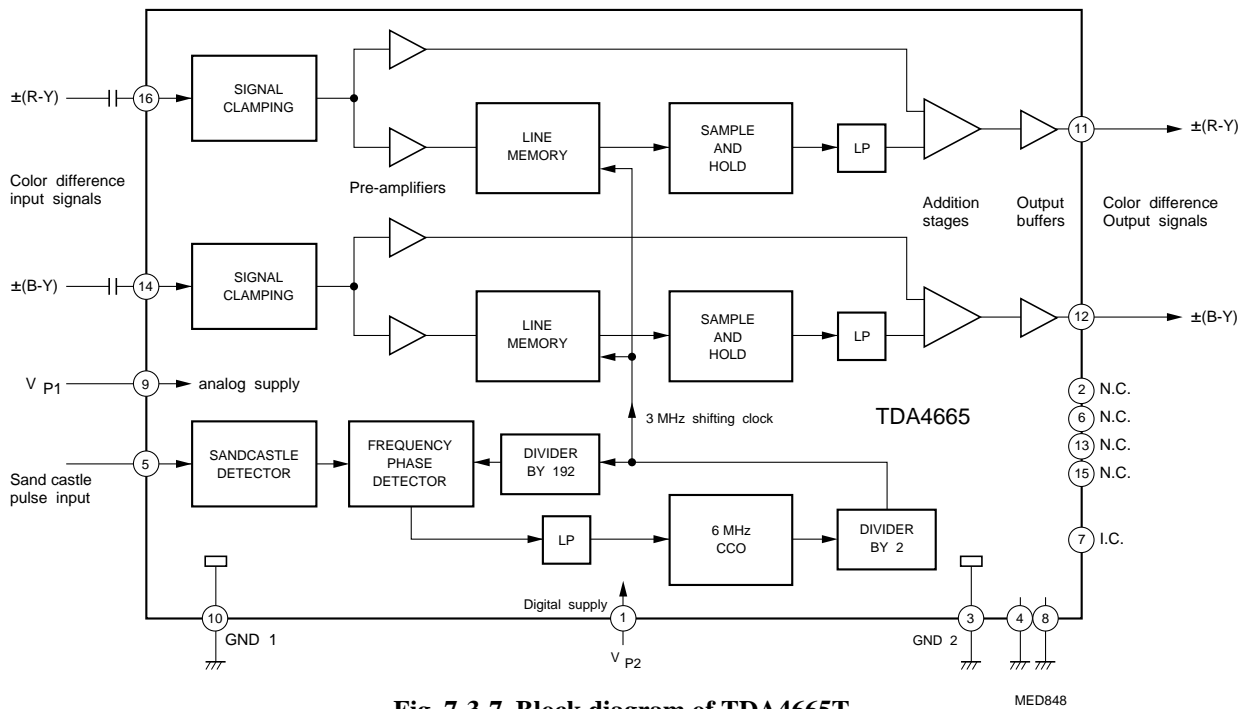 ±(R-Y)
16
SIGNAL
CLAMPING
LINE
MEMORY
SAMPLE
AND
HOLD
LP
11
±(R-Y)
Color difference
input signals
Pre-amplifiers
Addition
stages
Output
buffers
Color difference
Output signals
±(B-Y)
14
SIGNAL
CLAMPING
LINE
MEMORY
SAMPLE
AND
HOLD
LP
12
±(B-Y)
V P1
9
analog supply
2 N.C.
6 N.C.
13 N.C.
15 N.C.
7 I.C.
3 MHz shifting clock
TDA4665
5
Sand castle
pulse input
SANDCASTLE
DETECTOR
FREQUENCY
PHASE
DETECTOR
DIVIDER
BY 192
LP
6 MHz
CCO
DIVIDER
BY 2
Digital supply
10
GND 1
1
V P2
GND 2
3
4
8
MED848
Fig. 7-3-7 Block diagram of TDA4665T